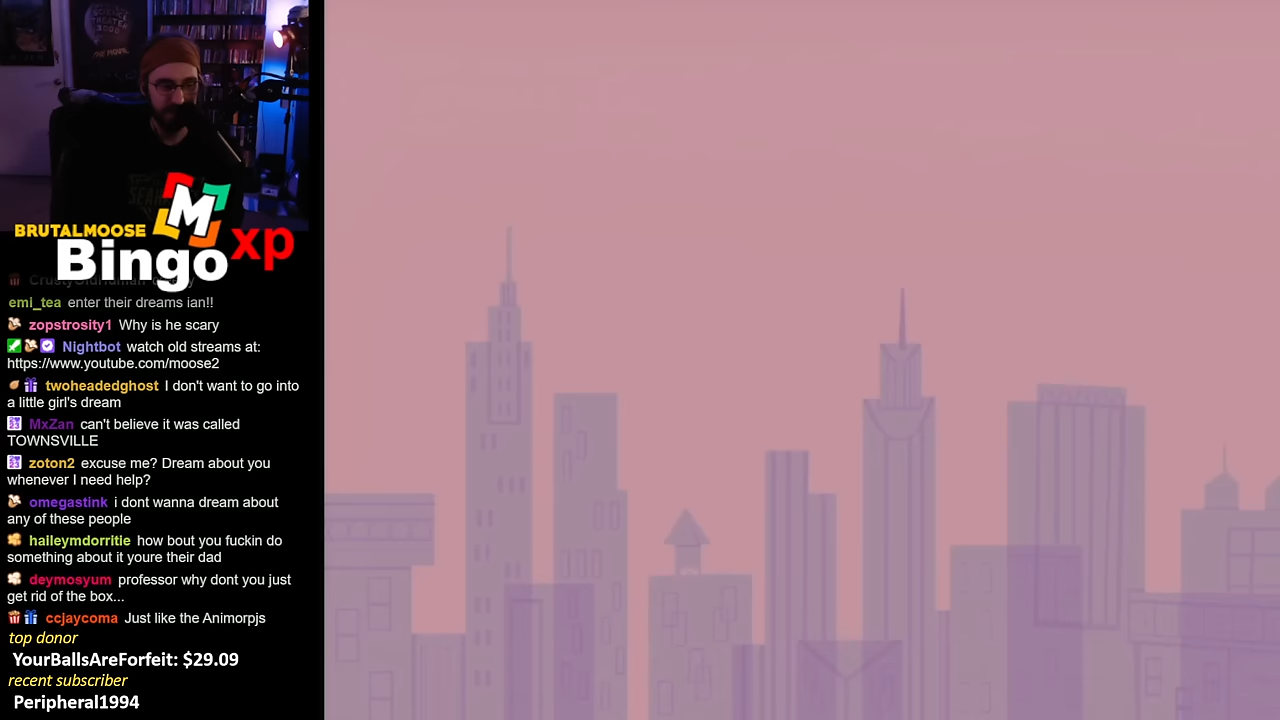 BRUTALMOOSE
M
Bingo
xp
emi_tea enter their dreams ian!!
zopstrosity1 Why is he scary
Nightbot watch old streams at:
https://www.youtube.com/moose2
twoheadedghost I don't want to go into
a little girl's dream
MxZan can't believe it was called
TOWNSVILLE
zoton2 excuse me? Dream about you
whenever I need help?
omegastink i dont wanna dream about
any of these people
haileymdorritie how bout you fuckin do
something about it youre their dad
deymosyum professor why dont you just
get rid of the box...
ccjaycoma Just like the Animorpjs
top donor
YourBallsAreForfeit: $29.09
recent subscriber
Peripheral1994